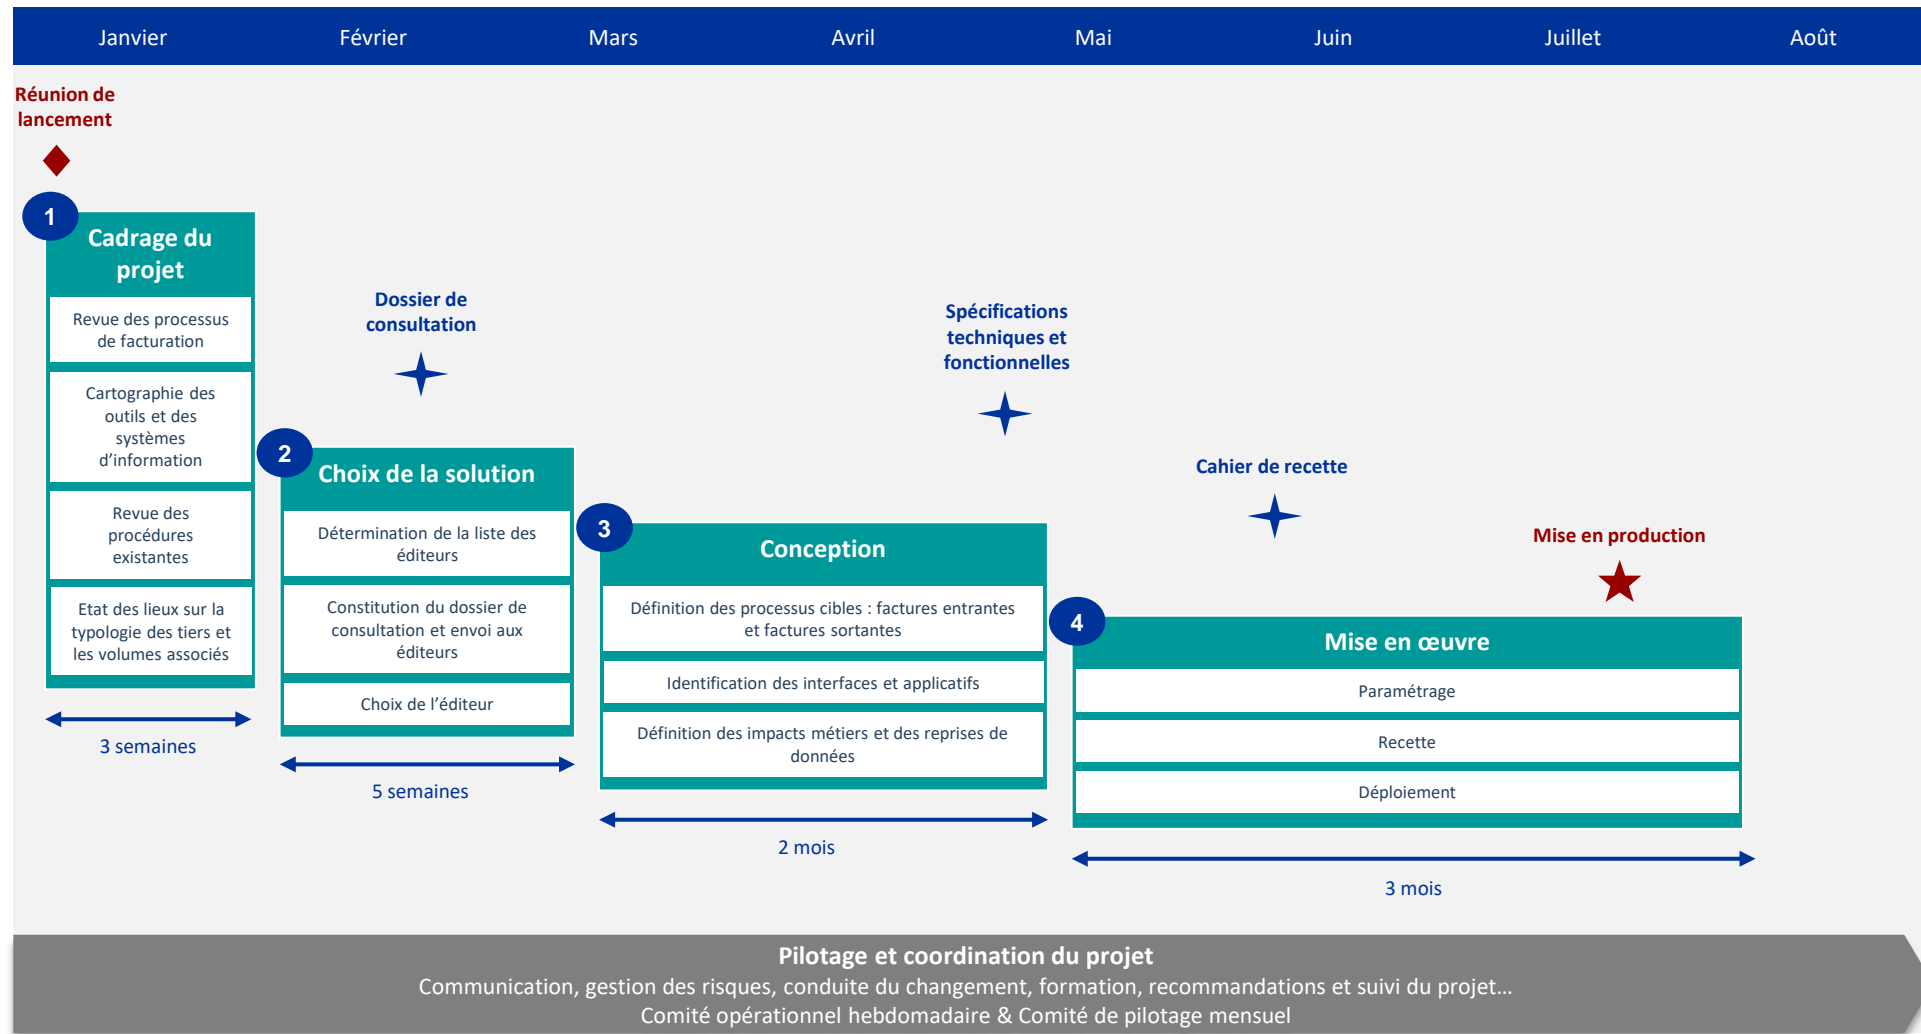 Janvier
Février
Mars
Avril
Mai
Juin
Juillet
Août
Réunion de
lancement
1
Cadrage du
projet
Revue des processus
de facturation
Cartographie des
outils et des
systèmes
d’information
Revue des
procédures
existantes
Etat des lieux sur la
typologie des tiers et
les volumes associés
3 semaines
Dossier de
consultation
2
Choix de la solution
Détermination de la liste des
éditeurs
Constitution du dossier de
consultation et envoi aux
éditeurs
Choix de l’éditeur
5 semaines
Spécifications
techniques et
fonctionnelles
3
Conception
Définition des processus cibles : factures entrantes
et factures sortantes
Identification des interfaces et applicatifs
Définition des impacts métiers et des reprises de
données
2 mois
Cahier de recette
Mise en production
4
Mise en œuvre
Paramétrage
Recette
Déploiement
3 mois
Pilotage et coordination du projet
Communication, gestion des risques, conduite du changement, formation, recommandations et suivi du projet…
Comité opérationnel hebdomadaire & Comité de pilotage mensuel